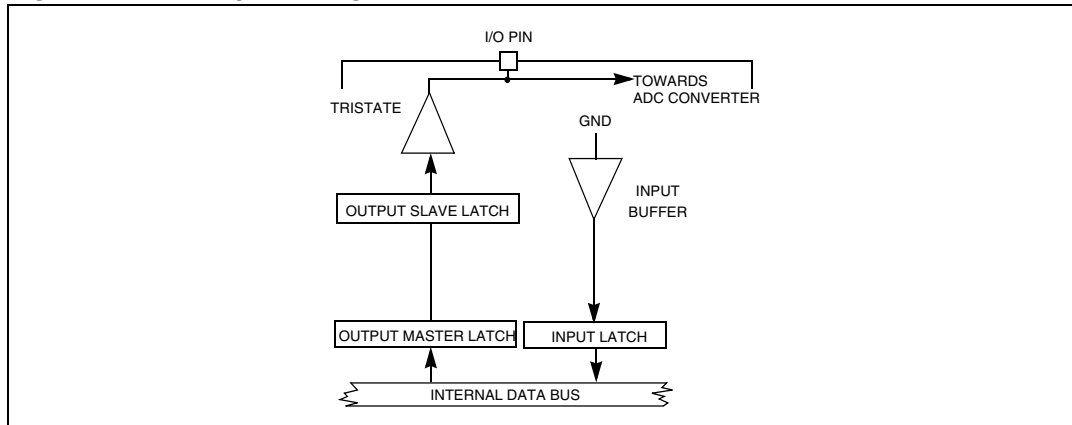 I/O PIN
TOWARDS
ADC CONVERTER
TRISTATE
GND
INPUT
BUFFER
OUTPUT SLAVE LATCH
OUTPUT MASTER LATCH
INPUT LATCH
INTERNAL DATA BUS